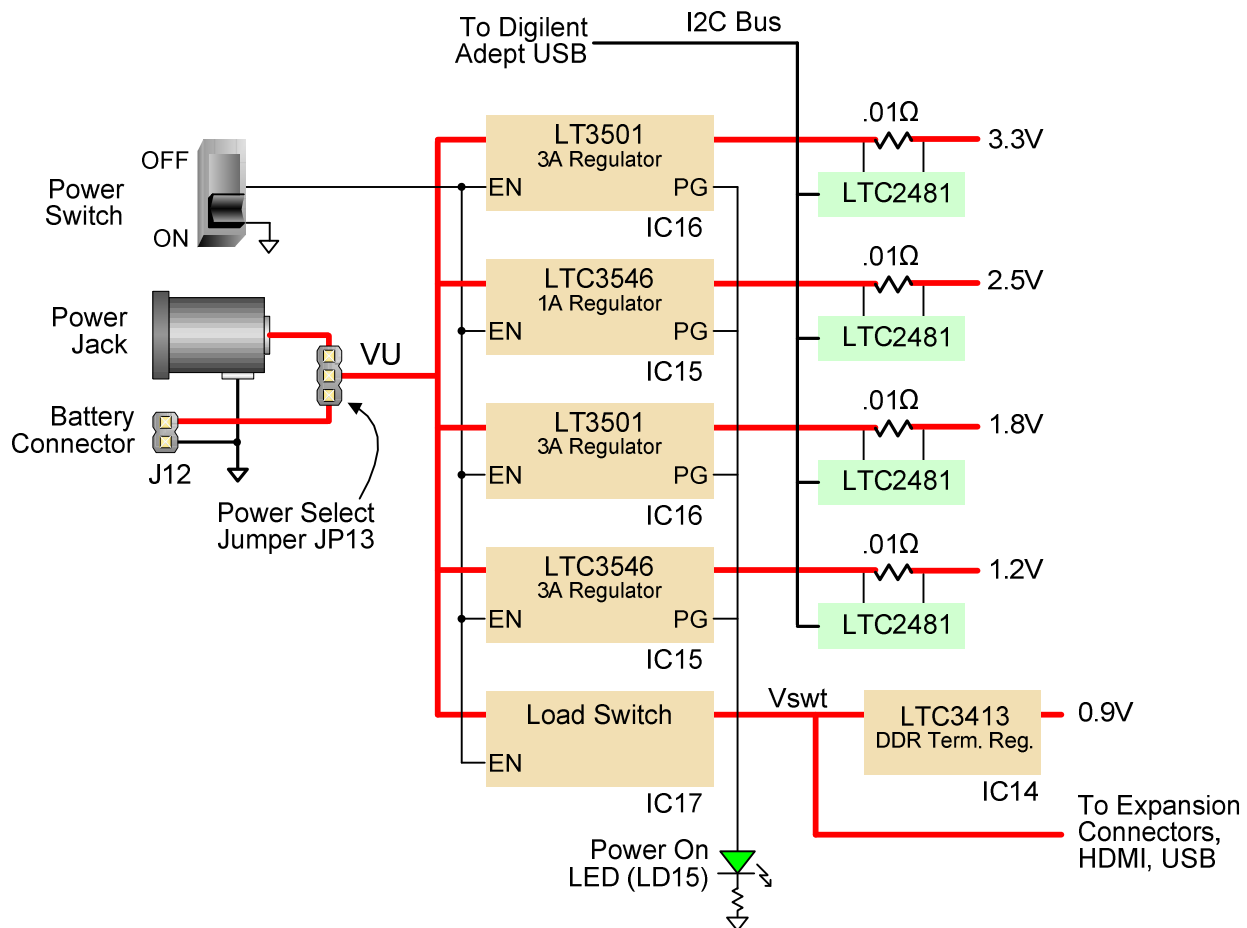 To Digilent
Adept USB
I2C Bus
OFF
Power
Switch
ON
Power
Jack
VU
Battery
Connector
J12
Power Select
Jumper JP13
LT3501
3A Regulator
EN
PG
IC16
.01Ω
3.3V
LTC2481
LTC3546
1A Regulator
EN
PG
IC15
.01Ω
2.5V
LTC2481
LT3501
3A Regulator
EN
PG
IC16
.01Ω
1.8V
LTC2481
LTC3546
3A Regulator
EN
PG
IC15
.01Ω
1.2V
LTC2481
Load Switch
EN
IC17
Vswt
LTC3413
DDR Term. Reg.
IC14
0.9V
To Expansion
Connectors,
HDMI, USB
Power On
LED (LD15)